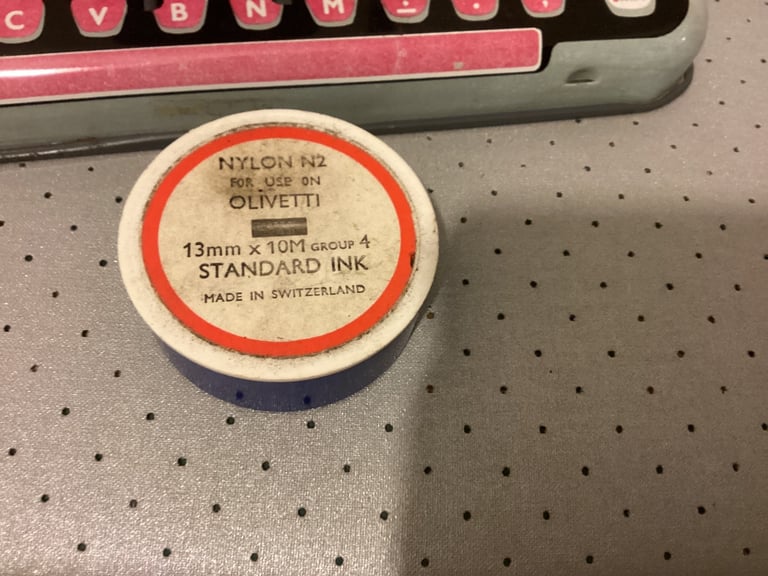 C V B N M
NYLON N2
FOR USE ON
OLIVETTI
13mm x 10M GROUP 4
STANDARD INK
MADE IN SWITZERLAND